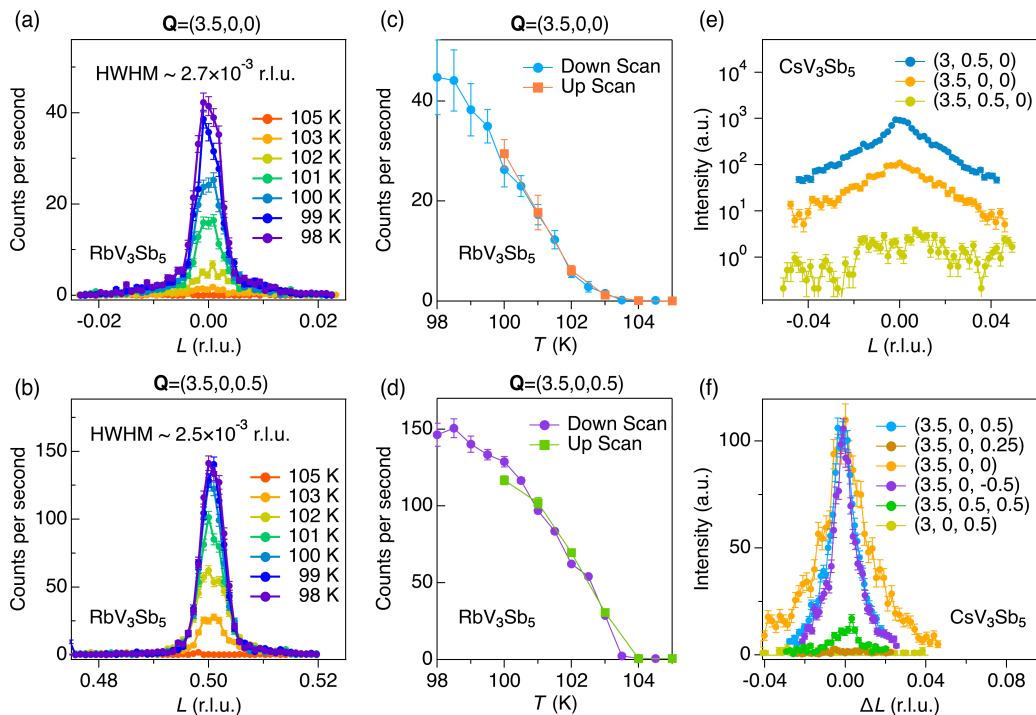 (a)
Q=(3.5,0,0)
HWHM ~ 2.7×10⁻³ r.l.u.
RbV₃Sb₅
105 K
103 K
102 K
101 K
100 K
99 K
98 K
Counts per second
40
20
0
-0.02
0.00
0.02
L (r.l.u.)
(c)
Q=(3.5,0,0)
Down Scan
Up Scan
RbV₃Sb₅
Counts per second
40
20
0
98
100
102
104
T (K)
(e)
CsV₃Sb₅
(3, 0.5, 0)
(3.5, 0, 0)
(3.5, 0.5, 0)
Intensity (a.u.)
10⁴
10³
10²
10¹
10⁰
-0.04
0.00
0.04
L (r.l.u.)
(b)
Q=(3.5,0,0.5)
HWHM ~ 2.5×10⁻³ r.l.u.
RbV₃Sb₅
105 K
103 K
102 K
101 K
100 K
99 K
98 K
Counts per second
150
100
50
0
0.48
0.50
0.52
L (r.l.u.)
(d)
Q=(3.5,0,0.5)
Down Scan
Up Scan
RbV₃Sb₅
Counts per second
150
100
50
0
98
100
102
104
T (K)
(f)
(3.5, 0, 0.5)
(3.5, 0, 0.25)
(3.5, 0, 0)
(3.5, 0, -0.5)
(3.5, 0.5, 0.5)
(3, 0, 0.5)
CsV₃Sb₅
Intensity (a.u.)
100
50
0
-0.04
0.00
0.04
ΔL (r.l.u.)